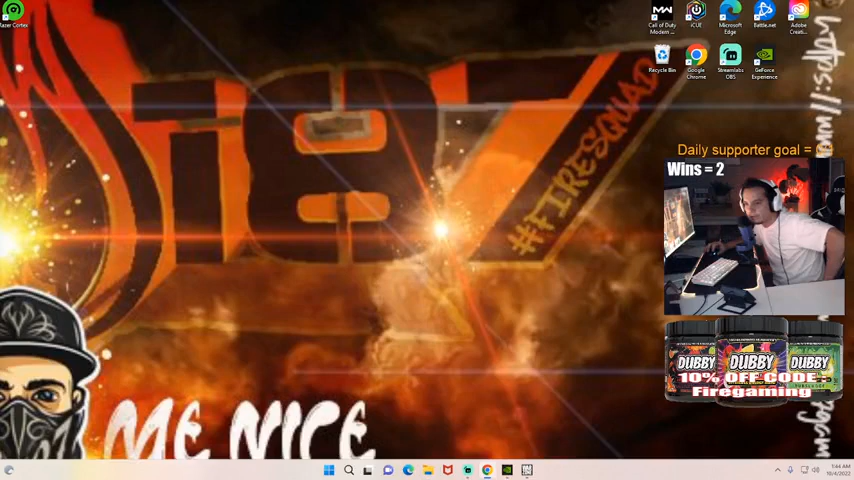 Razer Cortex
Call of Duty
Modern ...
iCUE
Microsoft
Edge
Battle.net
Adobe
Creati...
Recycle Bin
Google
Chrome
Streamlabs
OBS
GeForce
Experience
#FIRESQUAD
Daily supporter goal =
Wins = 2
DUBBY
DUBBY
DUBBY
10% OFF CODE:
Firegaming
ME NICE
1:44 AM
10/4/2022